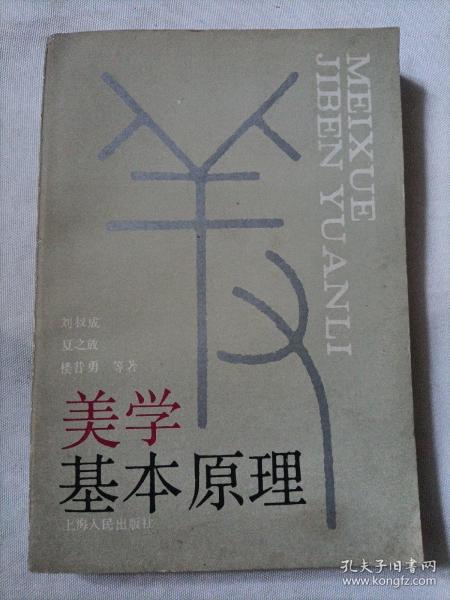 MEIXUE
JIBEN YUANLI
刘叔成
夏之放
楼昔勇 等著
美学
基本原理
上海人民出版社
孔夫子旧书网
www.kongfz.com